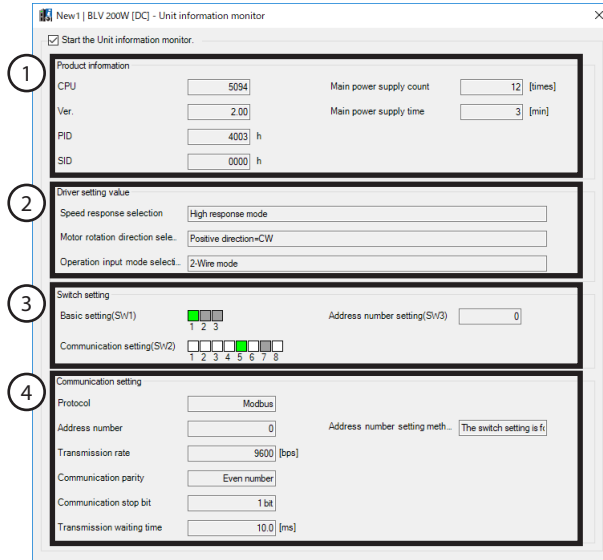 New1 | BLV 200W [DC] - Unit information monitor
Start the Unit information monitor.
1
Product information
CPU 5094 Main power supply count 12 [times]
Ver. 2.00 Main power supply time 3 [min]
PID 4003 h
SID 0000 h
2
Driver setting value
Speed response selection High response mode
Motor rotation direction sele.. Positive direction=CW
Operation input mode selecti.. 2-Wire mode
3
Switch setting
Basic setting(SW1) Address number setting(SW3) 0
1 2 3
Communication setting(SW2)
1 2 3 4 5 6 7 8
4
Communication setting
Protocol Modbus
Address number 0 Address number setting meth.. The switch setting is fo
Transmission rate 9600 [bps]
Communication parity Even number
Communication stop bit 1 bit
Transmission waiting time 10.0 [ms]